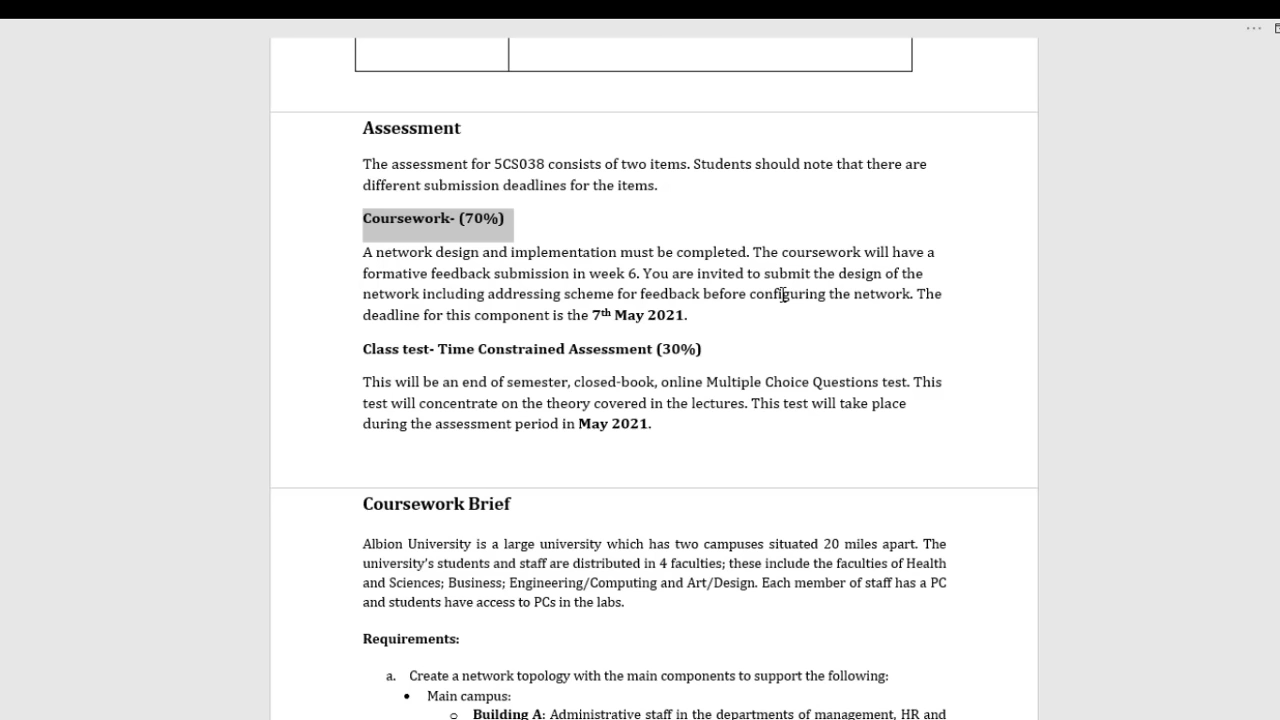 Assessment
The assessment for 5CS038 consists of two items. Students should note that there are
different submission deadlines for the items.
Coursework- (70%)
A network design and implementation must be completed. The coursework will have a
formative feedback submission in week 6. You are invited to submit the design of the
network including addressing scheme for feedback before configuring the network. The
deadline for this component is the 7th May 2021.
Class test- Time Constrained Assessment (30%)
This will be an end of semester, closed-book, online Multiple Choice Questions test. This
test will concentrate on the theory covered in the lectures. This test will take place
during the assessment period in May 2021.
Coursework Brief
Albion University is a large university which has two campuses situated 20 miles apart. The
university's students and staff are distributed in 4 faculties; these include the faculties of Health
and Sciences; Business; Engineering/Computing and Art/Design. Each member of staff has a PC
and students have access to PCs in the labs.
Requirements:
a. Create a network topology with the main components to support the following:
• Main campus:
o Building A: Administrative staff in the departments of management, HR and